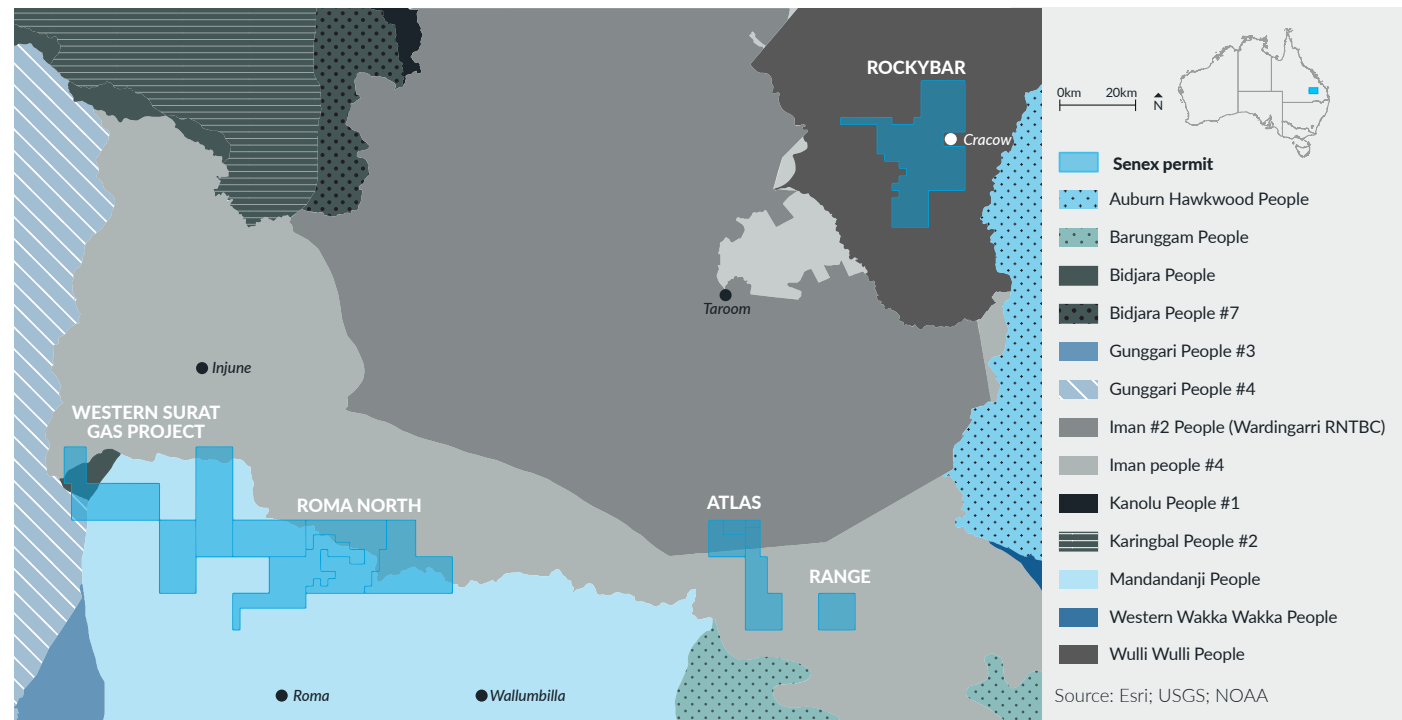 ROCKYBAR
Cracow
Taroom
Injune
WESTERN SURAT
GAS PROJECT
ROMA NORTH
ATLAS
RANGE
Roma
Wallumbilla
0km 20km
N
Senex permit
Auburn Hawkwood People
Barunggam People
Bidjara People
Bidjara People #7
Gunggari People #3
Gunggari People #4
Iman #2 People (Wardingarri RNTBC)
Iman people #4
Kanolu People #1
Karingbal People #2
Mandandanji People
Western Wakka Wakka People
Wulli Wulli People
Source: Esri; USGS; NOAA